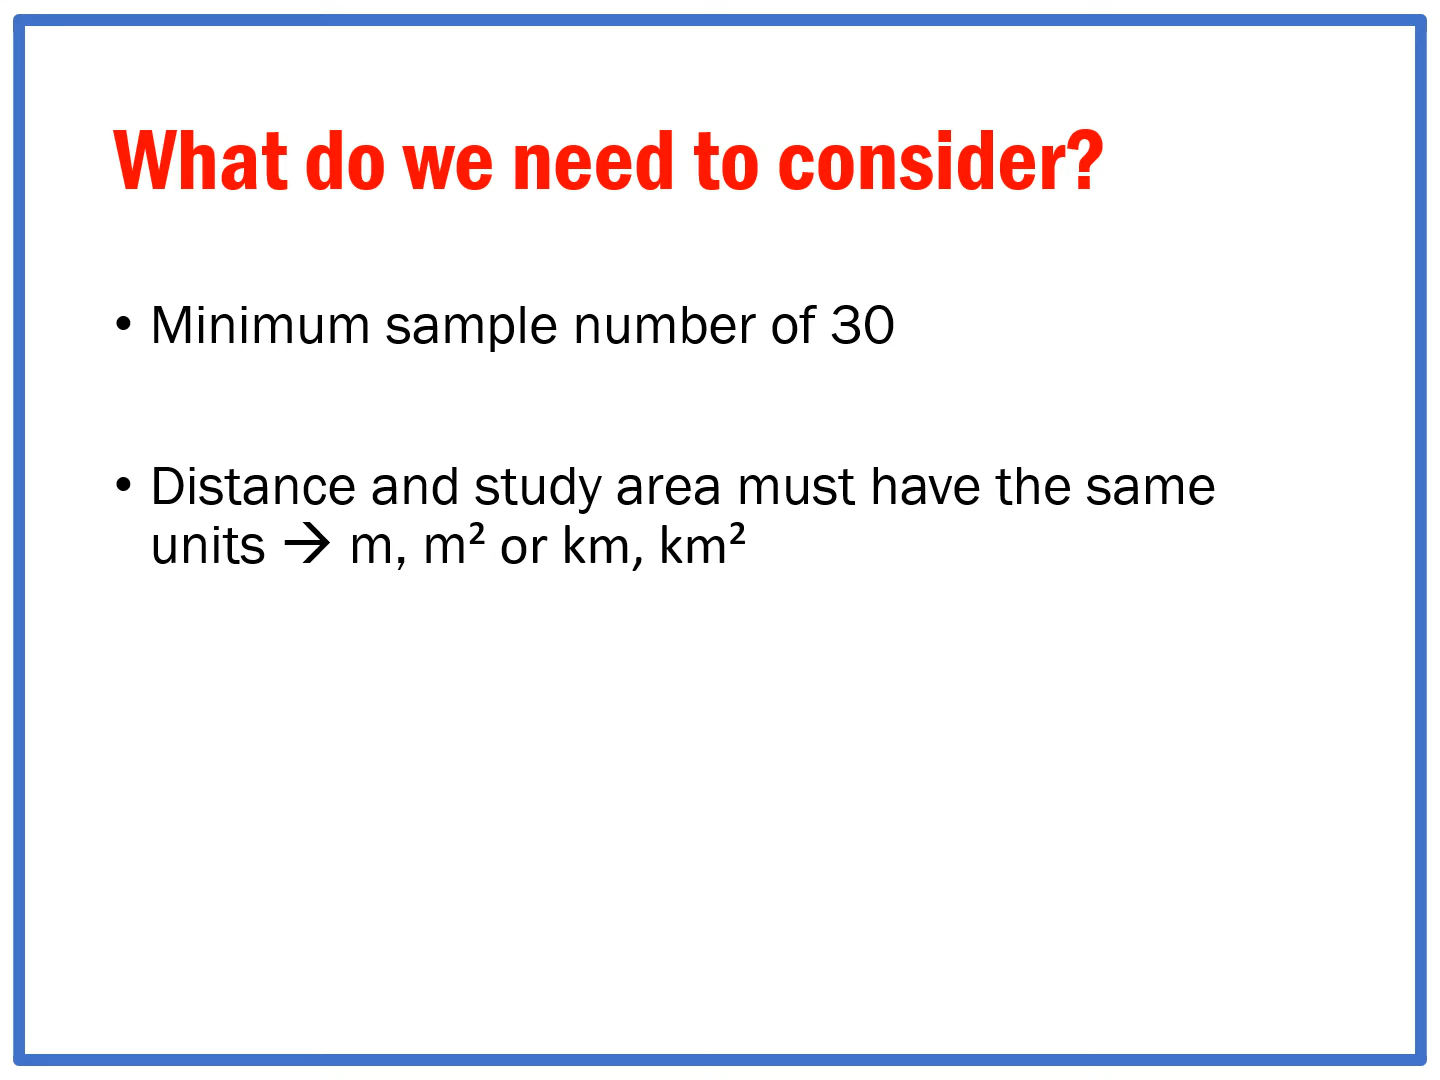 What do we need to consider?
• Minimum sample number of 30
• Distance and study area must have the same
units → m, m² or km, km²